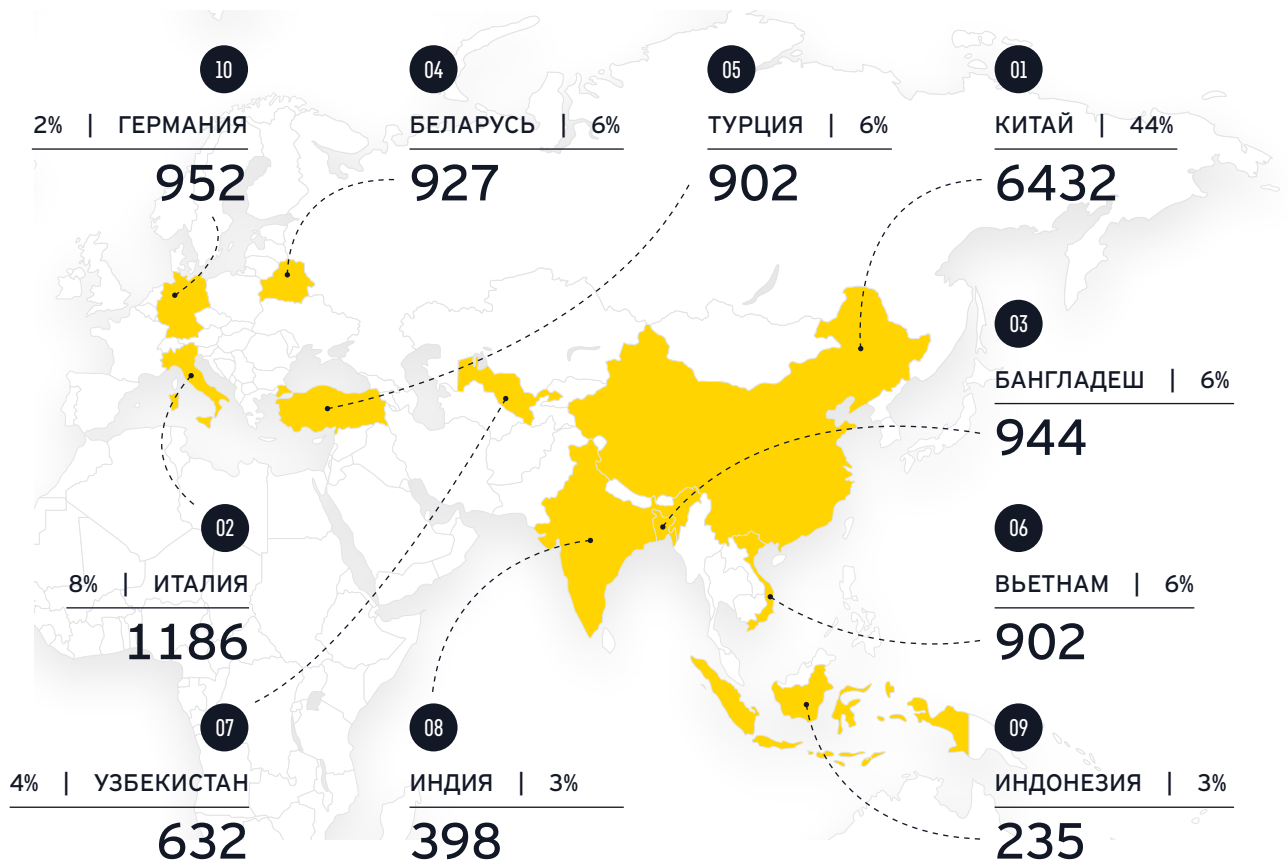 10
2% | ГЕРМАНИЯ
952
04
БЕЛАРУСЬ | 6%
927
05
ТУРЦИЯ | 6%
902
01
КИТАЙ | 44%
6432
03
БАНГЛАДЕШ | 6%
944
02
8% | ИТАЛИЯ
1186
06
ВЬЕТНАМ | 6%
902
07
4% | УЗБЕКИСТАН
632
08
ИНДИЯ | 3%
398
09
ИНДОНЕЗИЯ | 3%
235